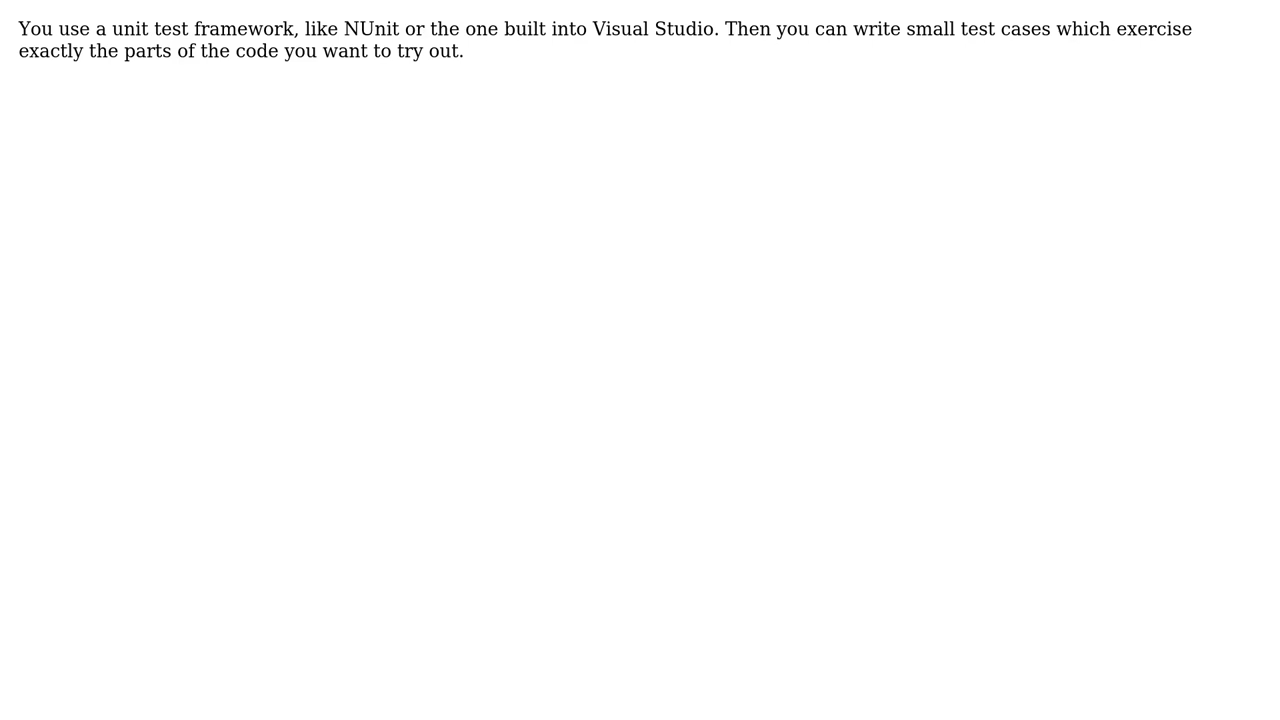 You use a unit test framework, like NUnit or the one built into Visual Studio. Then you can write small test cases which exercise
exactly the parts of the code you want to try out.